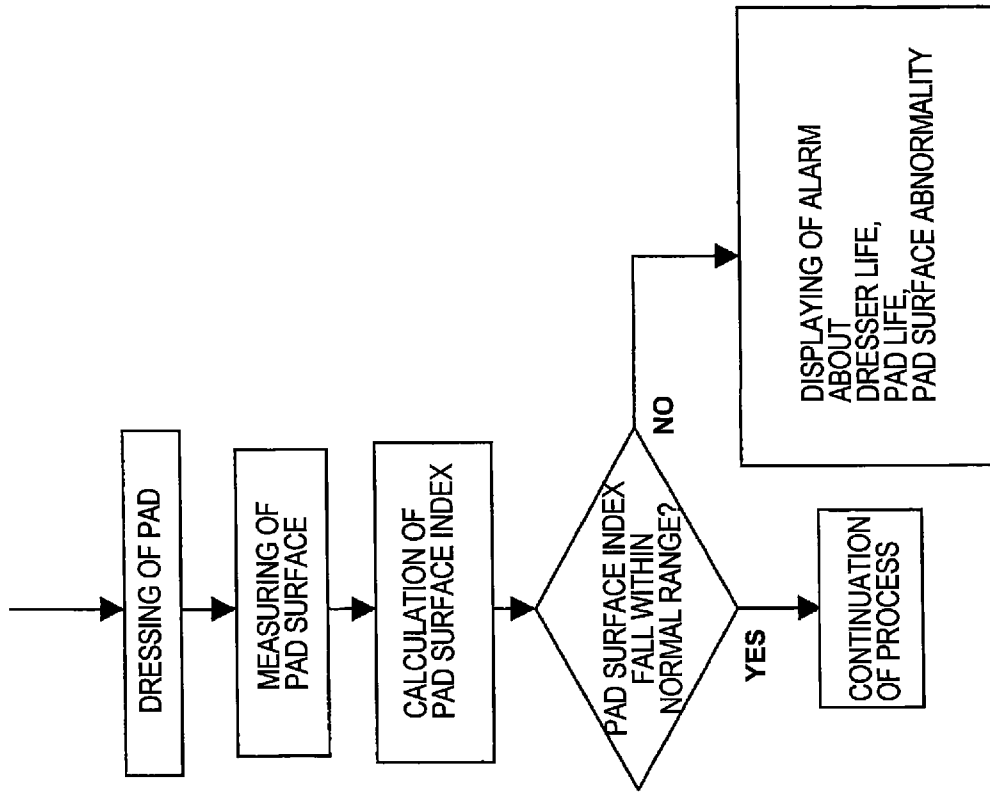 DRESSING OF PAD
MEASURING OF
PAD SURFACE
CALCULATION OF
PAD SURFACE INDEX
PAD SURFACE INDEX
FALL WITHIN
NORMAL RANGE?
YES
NO
CONTINUATION
OF PROCESS
DISPLAYING OF ALARM
ABOUT
DRESSER LIFE,
PAD LIFE,
PAD SURFACE ABNORMALITY